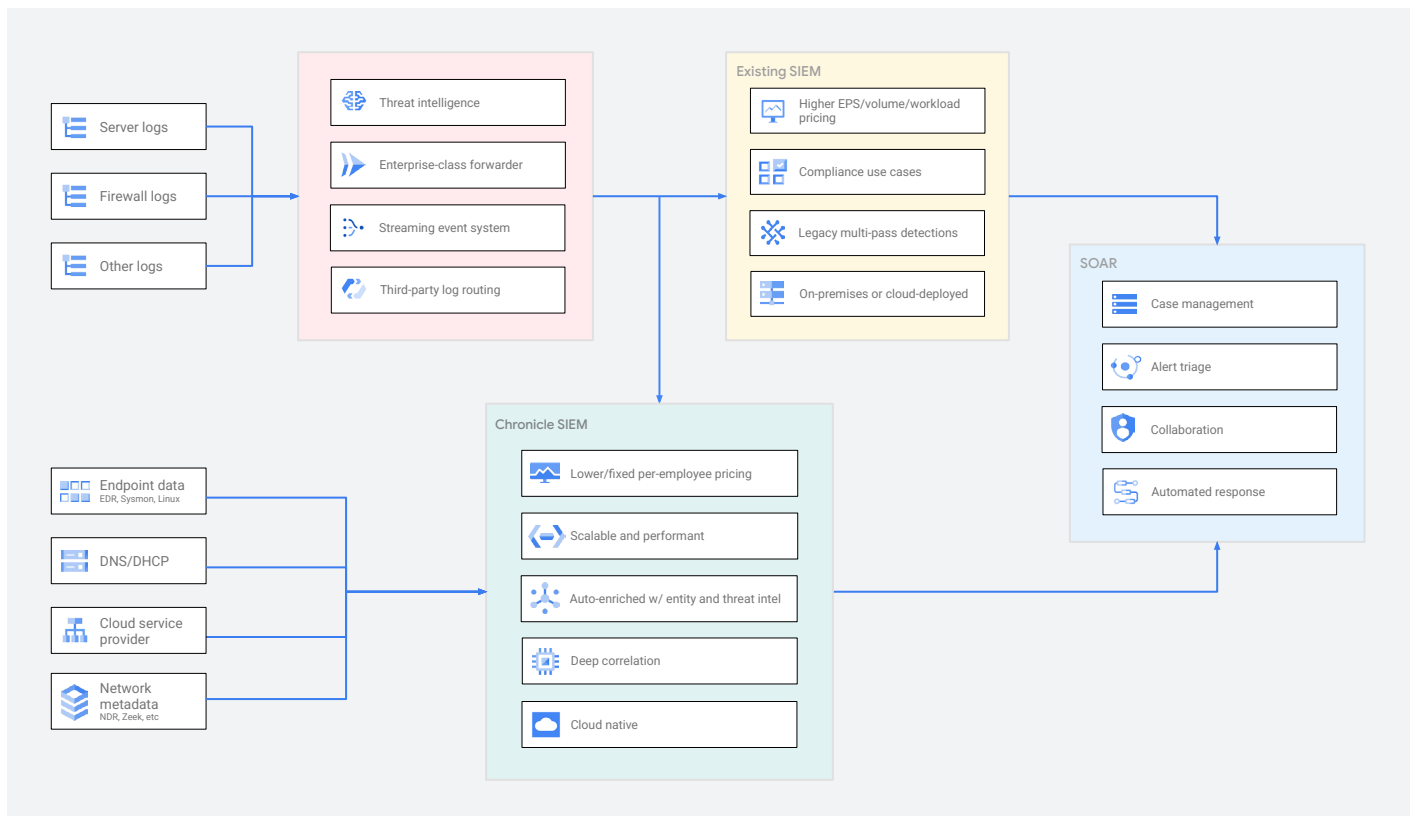 Server logs
Firewall logs
Other logs
Threat intelligence
Enterprise-class forwarder
Streaming event system
Third-party log routing
Existing SIEM
Higher EPS/volume/workload
pricing
Compliance use cases
Legacy multi-pass detections
On-premises or cloud-deployed
SOAR
Case management
Alert triage
Collaboration
Automated response
Endpoint data
EDR, Sysmon, Linux
DNS/DHCP
Cloud service
provider
Network
metadata
NDR, Zeek, etc
Chronicle SIEM
Lower/fixed per-employee pricing
Scalable and performant
Auto-enriched w/ entity and threat intel
Deep correlation
Cloud native